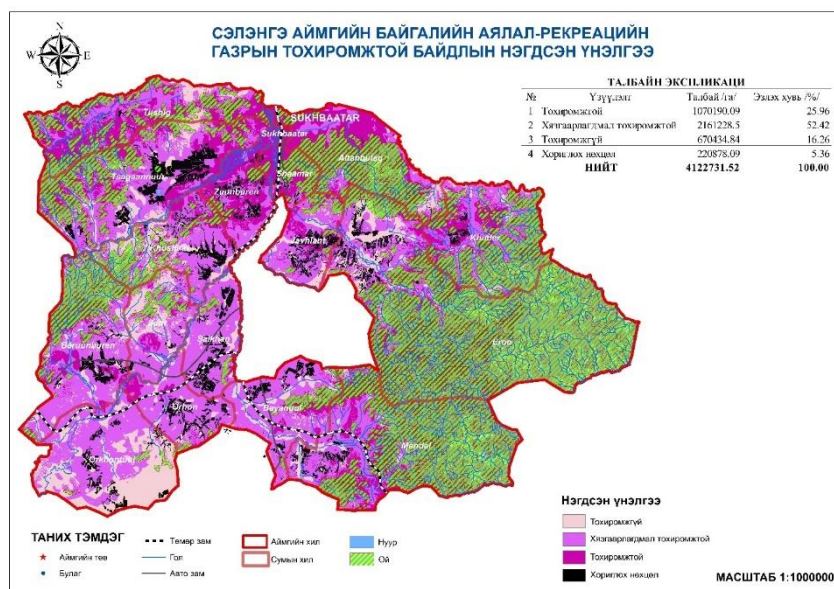 СЭЛЭНГЭ АЙМГИЙН БАЙГАЛИЙН АЯЛАЛ-РЕКРЕАЦИЙН
ГАЗРЫН ТОХИРОМЖТОЙ БАЙДЛЫН НЭГДСЭН ҮНЭЛГЭЭ
N
W E
S
ТАЛБАЙН ЭКСПЛИКАЦИ
№ Үзүүлэлт Талбай /га/ Эзлэх хувь /%/
1 Тохиромжтой 1070190.09 25.96
2 Хязгаарлагдмал тохиромжтой 2161228.5 52.42
3 Тохиромжгүй 670434.84 16.26
4 Хориглох нөхцөл 220878.09 5.36
НИЙТ 4122731.52 100.00
Tushig
SUKHBAATAR
Sukhbaatar
Altanbulag
Tsagaannuur
Shaamar
Zuunburen
Khushaat
Javhlant
Khuder
Baruunburen
Saikhan
Eroo
Orhon
Bayangol
Mandal
Orkhontuul
Нэгдсэн үнэлгээ
Тохиромжгүй
Хязгаарлагдмал тохиромжтой
Тохиромжтой
Хориглох нөхцөл
ТАНИХ ТЭМДЭГ
Аймгийн төв
Булаг
Төмөр зам
Гол
Авто зам
Аймгийн хил
Сумын хил
Нуур
Ой
МАСШТАБ 1:1000000